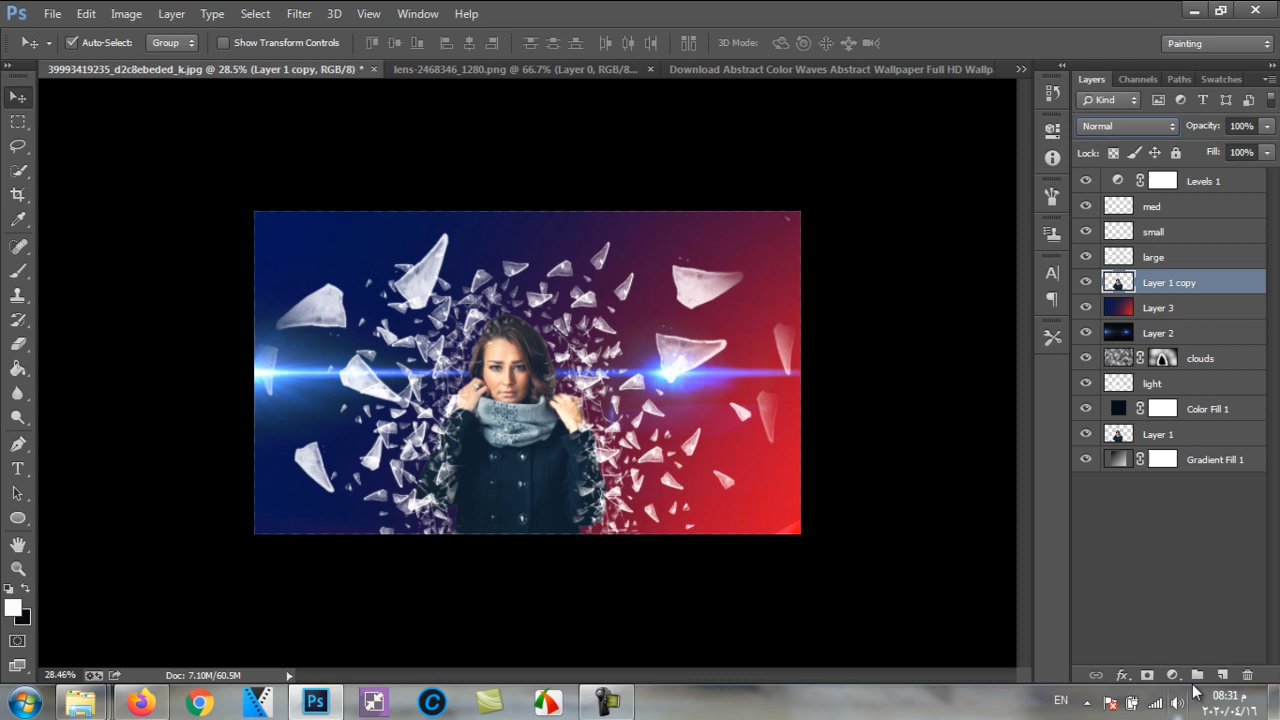 Ps File Edit Image Layer Type Select Filter 3D View Window Help
Auto-Select: Group Show Transform Controls 3D Mode: Painting
39993419235_d2c8ebeded_k.jpg @ 28.5% (Layer 1 copy, RGB/8) * × lens-2468346_1280.png @ 66.7% (Layer 0, RGB/8... × Download Abstract Color Waves Abstract Wallpaper Full HD Wallp
Layers Channels Paths Swatches
Kind
Normal Opacity: 100%
Lock: Fill: 100%
Levels 1
med
small
large
Layer 1 copy
Layer 3
Layer 2
clouds
light
Color Fill 1
Layer 1
Gradient Fill 1
28.46% Doc: 7.10M/60.5M
Ps EN 08:31 م
٢٠٢٠/٠٤/١٦